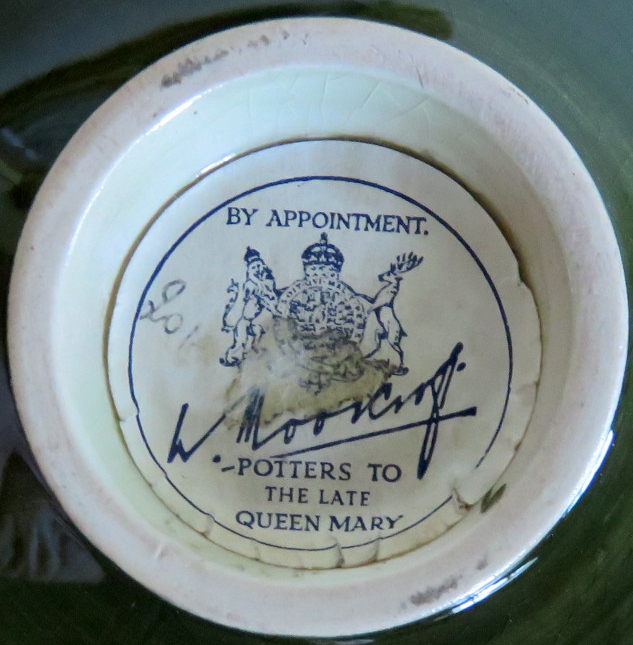 BY APPOINTMENT.
W. Moorcroft.
POTTERS TO
THE LATE
QUEEN MARY